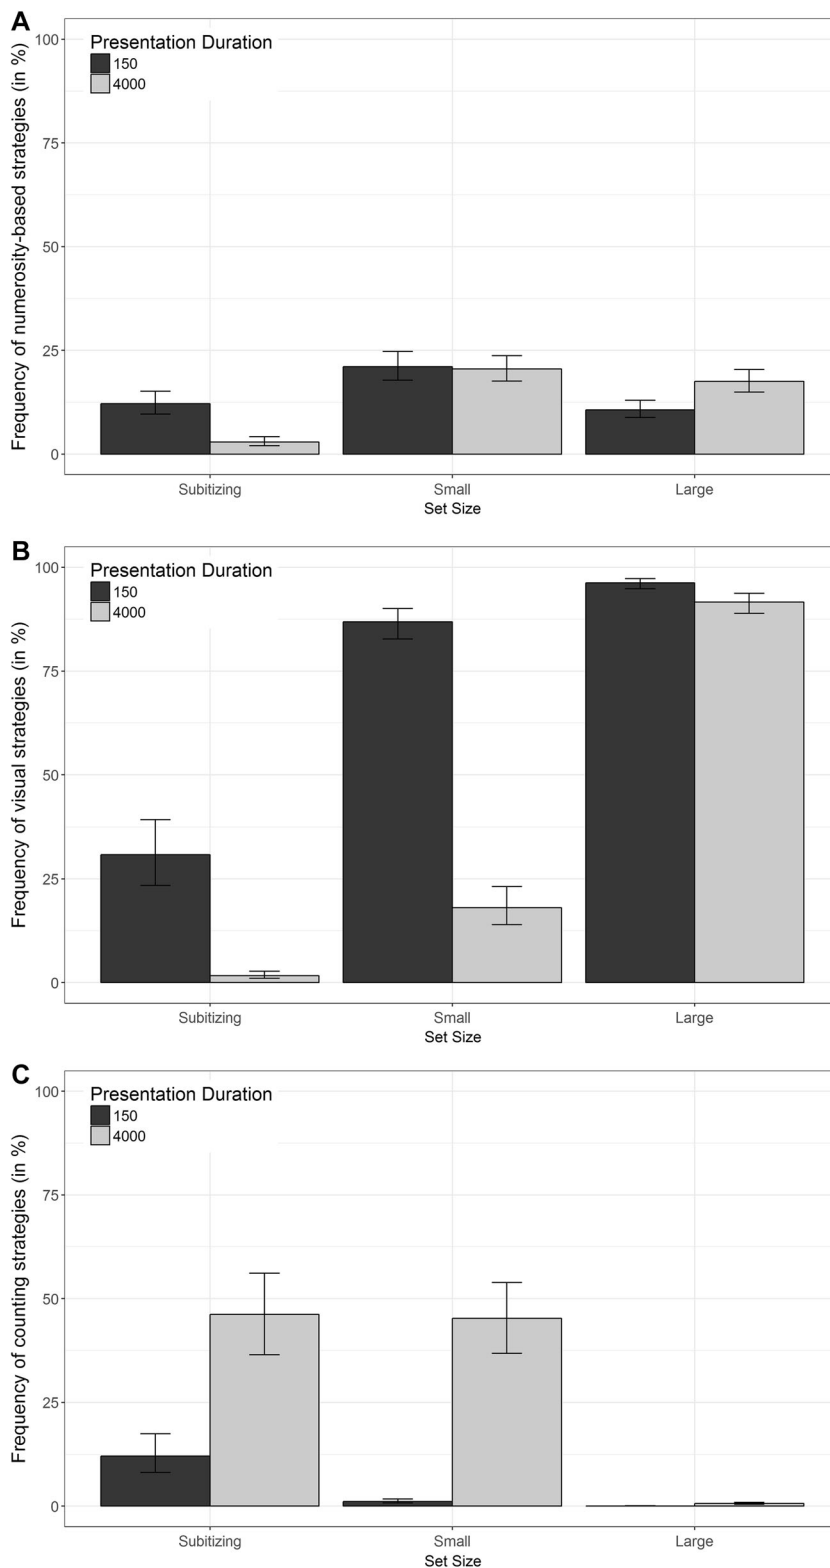 A
Frequency of numerosity-based strategies (in %)
Presentation Duration
150
4000
100
75
50
25
0
Subitizing
Small
Large
Set Size
B
Frequency of visual strategies (in %)
Presentation Duration
150
4000
100
75
50
25
0
Subitizing
Small
Large
Set Size
C
Frequency of counting strategies (in %)
Presentation Duration
150
4000
100
75
50
25
0
Subitizing
Small
Large
Set Size